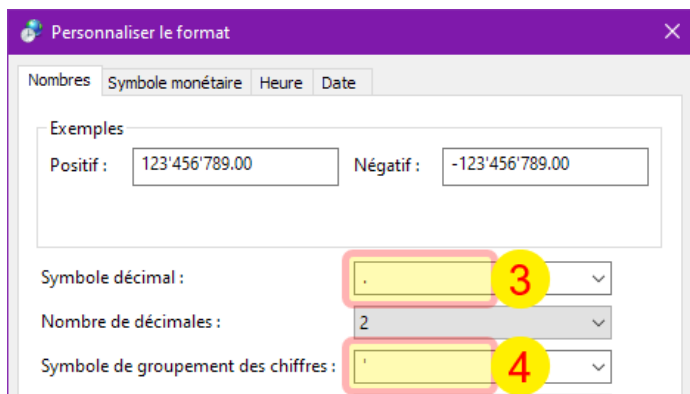 Personnaliser le format
Nombres Symbole monétaire Heure Date
Exemples
Positif : 123'456'789.00 Négatif : -123'456'789.00
Symbole décimal : . 3
Nombre de décimales : 2
Symbole de groupement des chiffres : ' 4